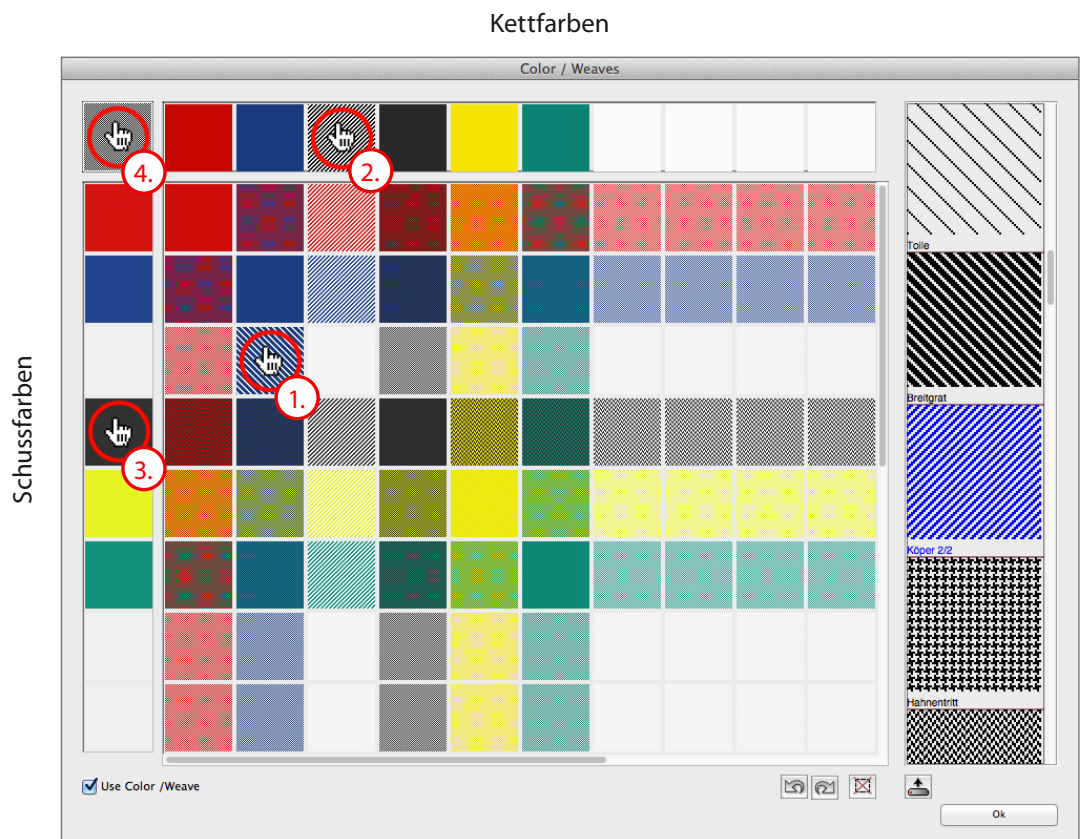 Kettfarben
Color / Weaves
4.
2.
Toile
1.
Breitgrat
Schussfarben
3.
Köper 2/2
Hahnentritt
Use Color /Weave
Ok